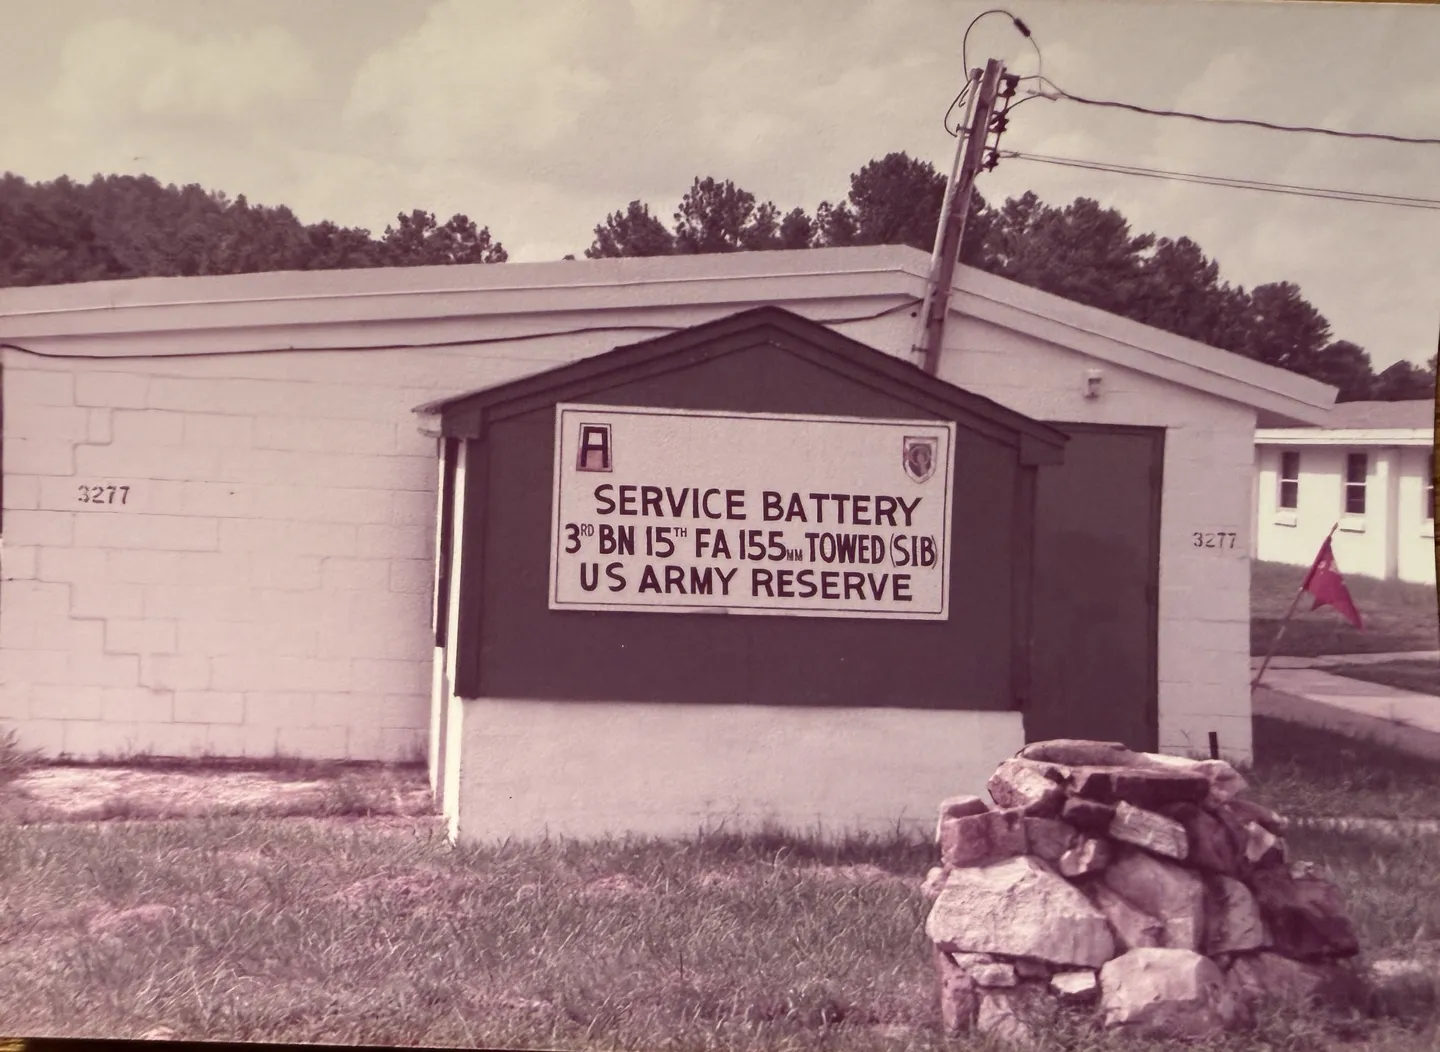 A
SERVICE BATTERY
3RD BN 15TH FA 155MM TOWED (SIB)
US ARMY RESERVE
3277
3277